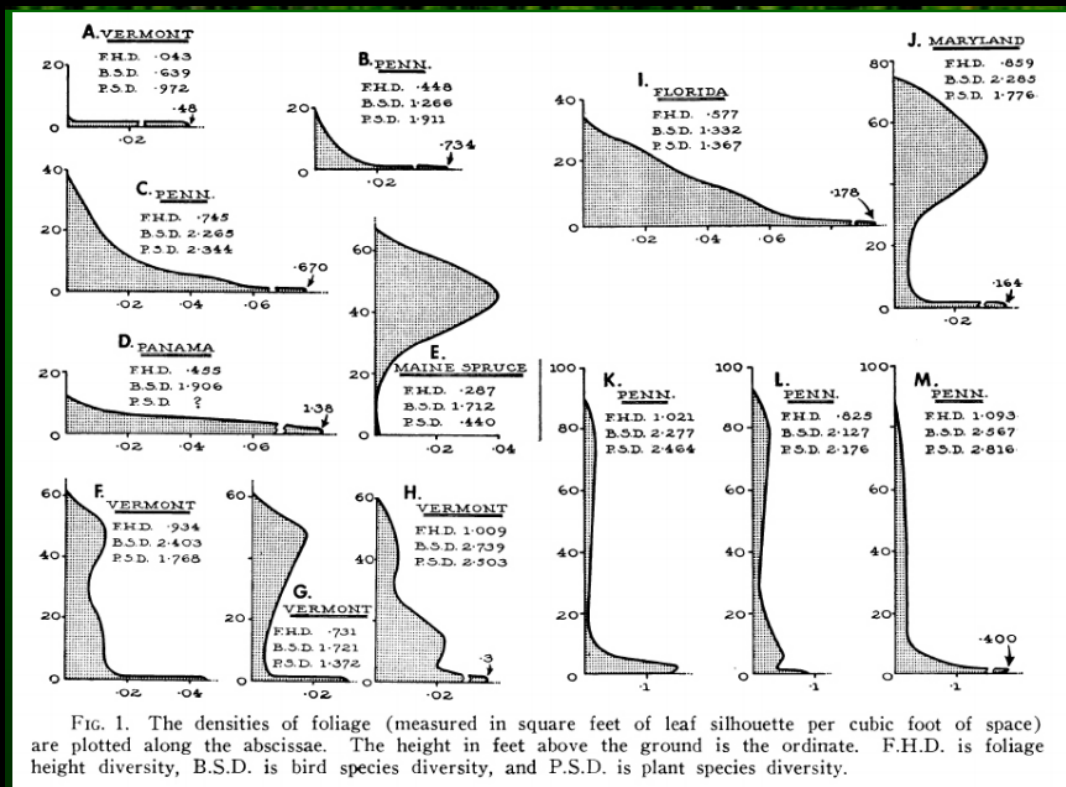 A. VERMONT
F.H.D. ·043
B.S.D. ·639
P.S.D. ·972
20
0
·48
·02
B. PENN.
F.H.D. ·448
B.S.D. 1·266
P.S.D. 1·911
20
0
·734
·02
C. PENN.
F.H.D. ·745
B.S.D. 2·265
P.S.D. 2·344
40
20
0
·670
·02 ·04 ·06
D. PANAMA
F.H.D. ·455
B.S.D. 1·906
P.S.D. ?
20
0
1·38
·02 ·04 ·06
E.
MAINE SPRUCE
F.H.D. ·287
B.S.D. 1·712
P.S.D. ·440
60
40
20
0
·02 ·04
I. FLORIDA
F.H.D. ·577
B.S.D. 1·332
P.S.D. 1·367
40
20
0
·178
·02 ·04 ·06
J. MARYLAND
F.H.D. ·859
B.S.D. 2·285
P.S.D. 1·776
80
60
20
0
·164
·02
F.
VERMONT
F.H.D. ·934
B.S.D. 2·403
P.S.D. 1·768
60
40
20
0
·02 ·04
G.
VERMONT
F.H.D. ·731
B.S.D. 1·721
P.S.D. 1·372
60
20
0
·02
H.
VERMONT
F.H.D. 1·009
B.S.D. 2·739
P.S.D. 2·503
60
40
20
0
·3
·02
K.
PENN.
F.H.D. 1·021
B.S.D. 2·277
P.S.D. 2·464
100
80
60
40
20
0
·1
L.
PENN.
F.H.D. ·825
B.S.D. 2·127
P.S.D. 2·176
100
80
60
40
20
0
·1
M.
PENN.
F.H.D. 1·093
B.S.D. 2·567
P.S.D. 2·816
100
80
60
40
20
0
·400
·1
FIG. 1. The densities of foliage (measured in square feet of leaf silhouette per cubic foot of space)
are plotted along the abscissae. The height in feet above the ground is the ordinate. F.H.D. is foliage
height diversity, B.S.D. is bird species diversity, and P.S.D. is plant species diversity.